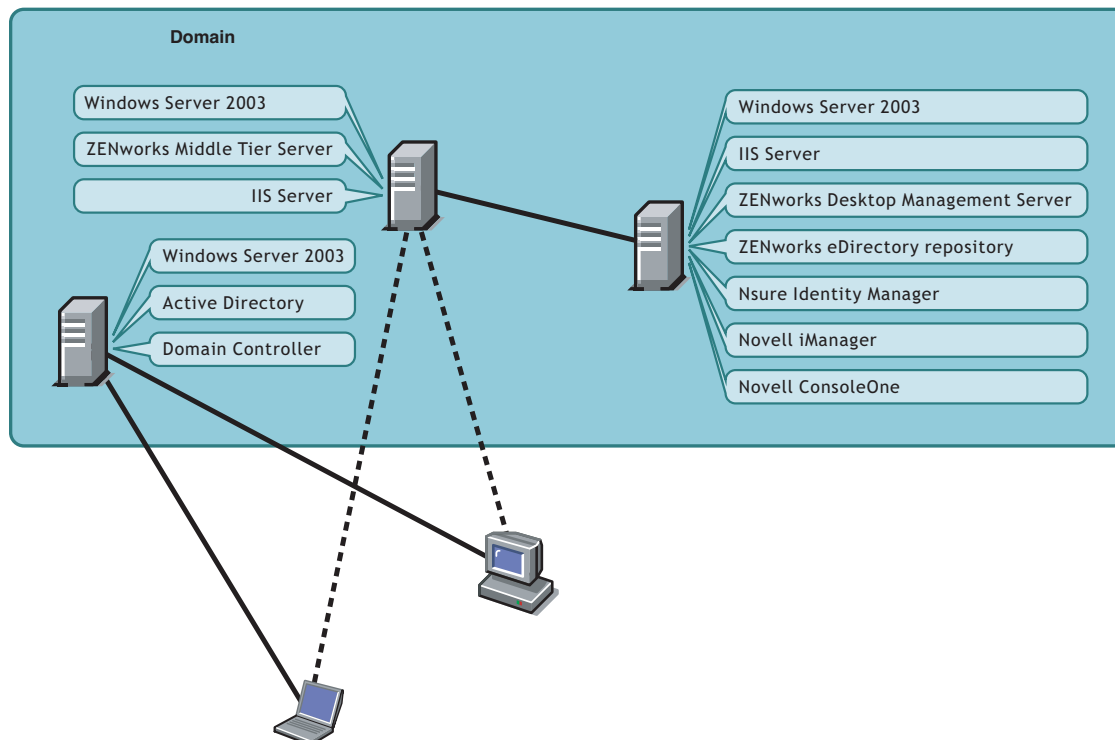 Domain
Windows Server 2003
ZENworks Middle Tier Server
IIS Server
Windows Server 2003
Active Directory
Domain Controller
Windows Server 2003
IIS Server
ZENworks Desktop Management Server
ZENworks eDirectory repository
Nsure Identity Manager
Novell iManager
Novell ConsoleOne